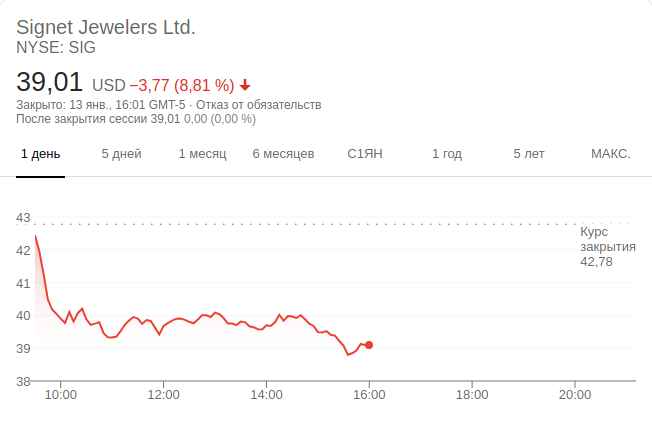 Signet Jewelers Ltd.
NYSE: SIG
39,01 USD −3,77 (8,81 %)
Закрыто: 13 янв., 16:01 GMT-5 · Отказ от обязательств
После закрытия сессии 39,01 0,00 (0,00 %)
1 день 5 дней 1 месяц 6 месяцев С1ЯН 1 год 5 лет МАКС.
43
Курс
закрытия
42,78
42
41
40
39
38
10:00 12:00 14:00 16:00 18:00 20:00